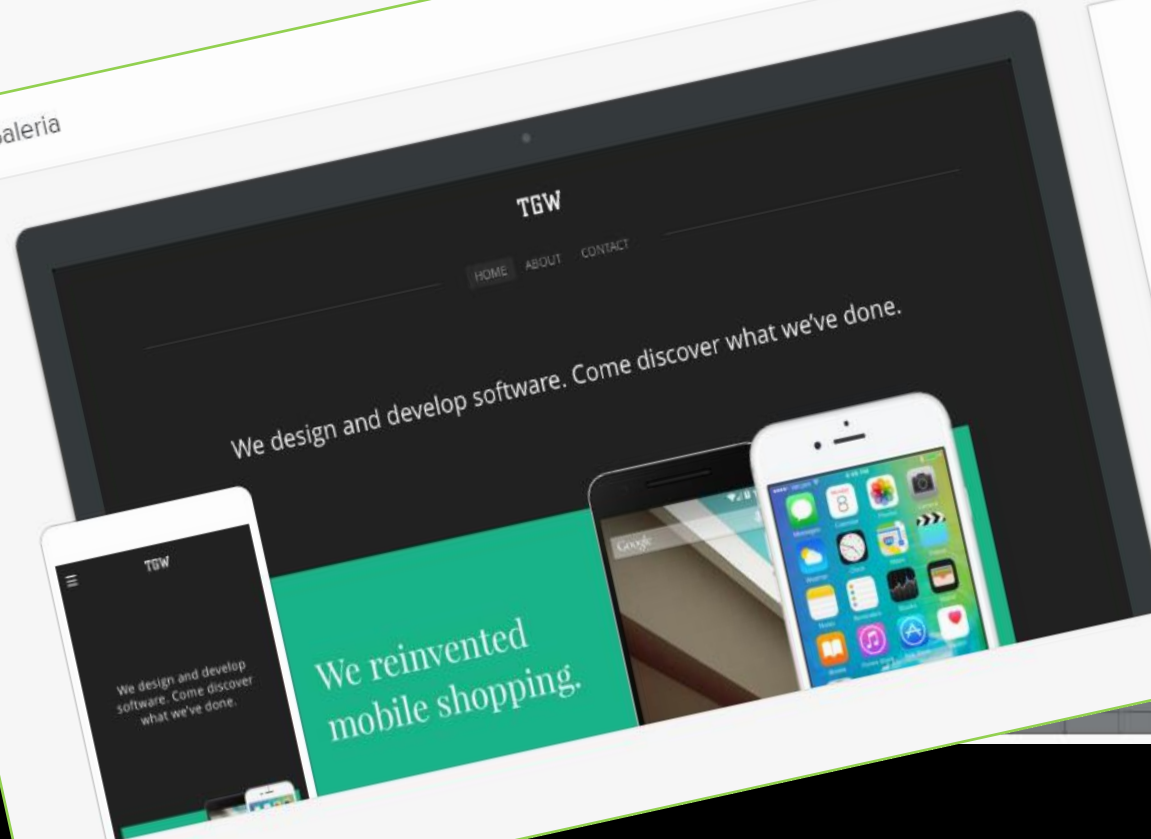 aleria
TGW
HOME ABOUT CONTACT
We design and develop software. Come discover what we've done.
Google
TGW
We design and develop
software. Come discover
what we've done.
We reinvented
mobile shopping.